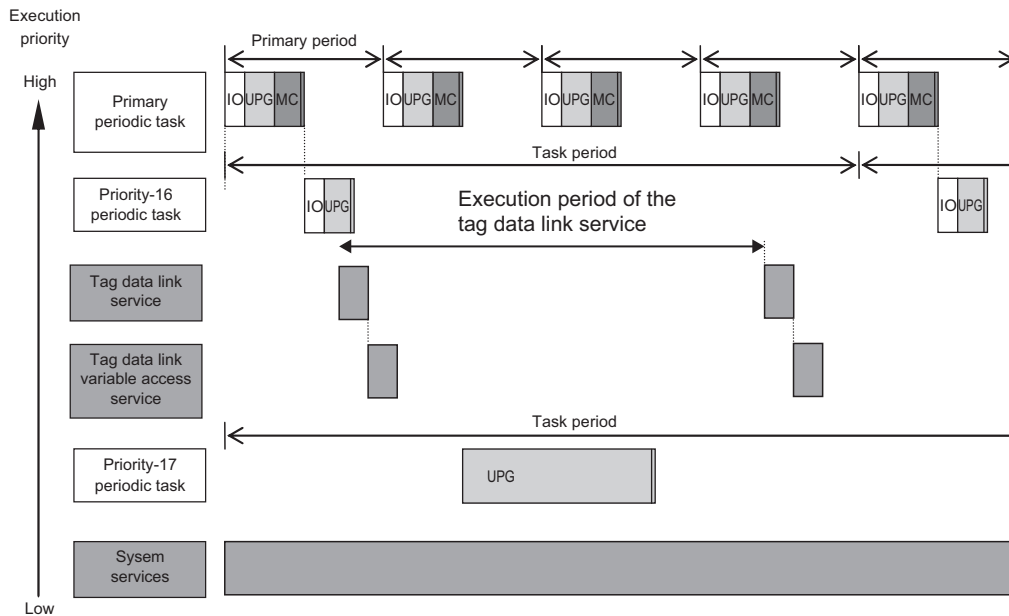 Execution
priority
High
Primary period
Primary
periodic task
IO UPG MC
IO UPG MC
IO UPG MC
IO UPG MC
IO UPG MC
Task period
Priority-16
periodic task
IO UPG
Execution period of the
tag data link service
IO UPG
Tag data link
service
Tag data link
variable access
service
Task period
Priority-17
periodic task
UPG
Sysem
services
Low